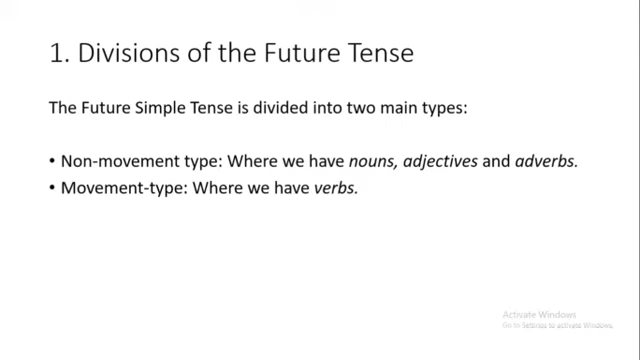 1. Divisions of the Future Tense
The Future Simple Tense is divided into two main types:
• Non-movement type: Where we have nouns, adjectives and adverbs.
• Movement-type: Where we have verbs.
Activate Windows
Go to Settings to activate Windows.